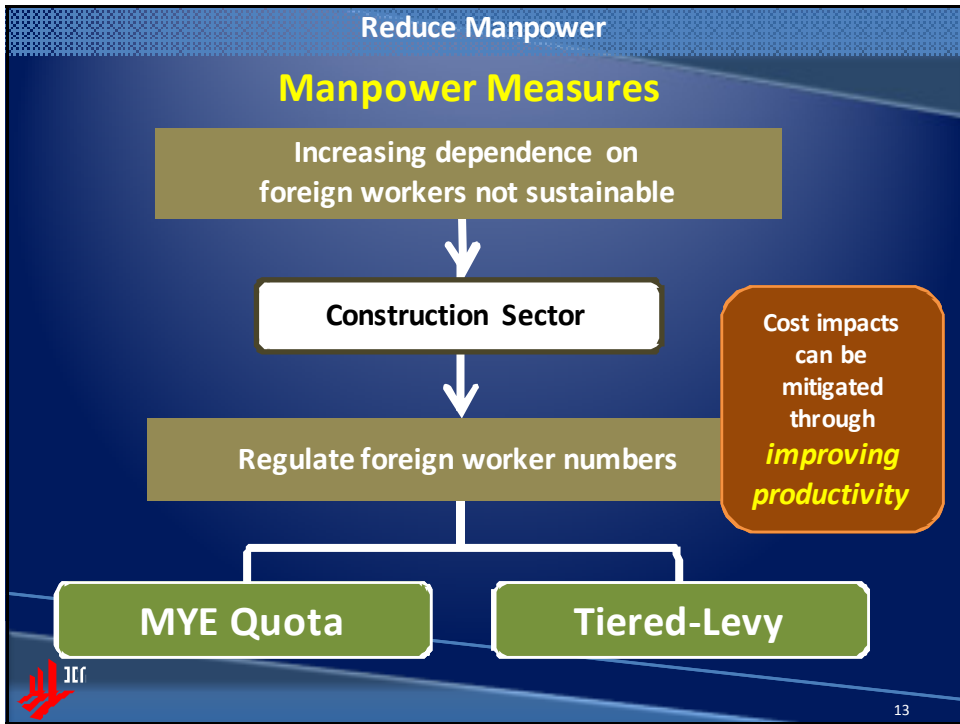 Reduce Manpower
Manpower Measures
Increasing dependence on
foreign workers not sustainable
Construction Sector
Cost impacts
can be
mitigated
through
improving
productivity
Regulate foreign worker numbers
MYE Quota
Tiered-Levy
13